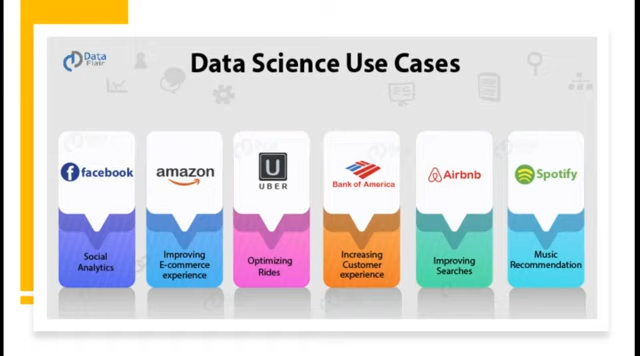 Data
Flair
Data Science Use Cases
facebook
amazon
UBER
Bank of America
Airbnb
Spotify
Social
Analytics
Improving
E-commerce
experience
Optimizing
Rides
Increasing
Customer
experience
Improving
Searches
Music
Recommendation